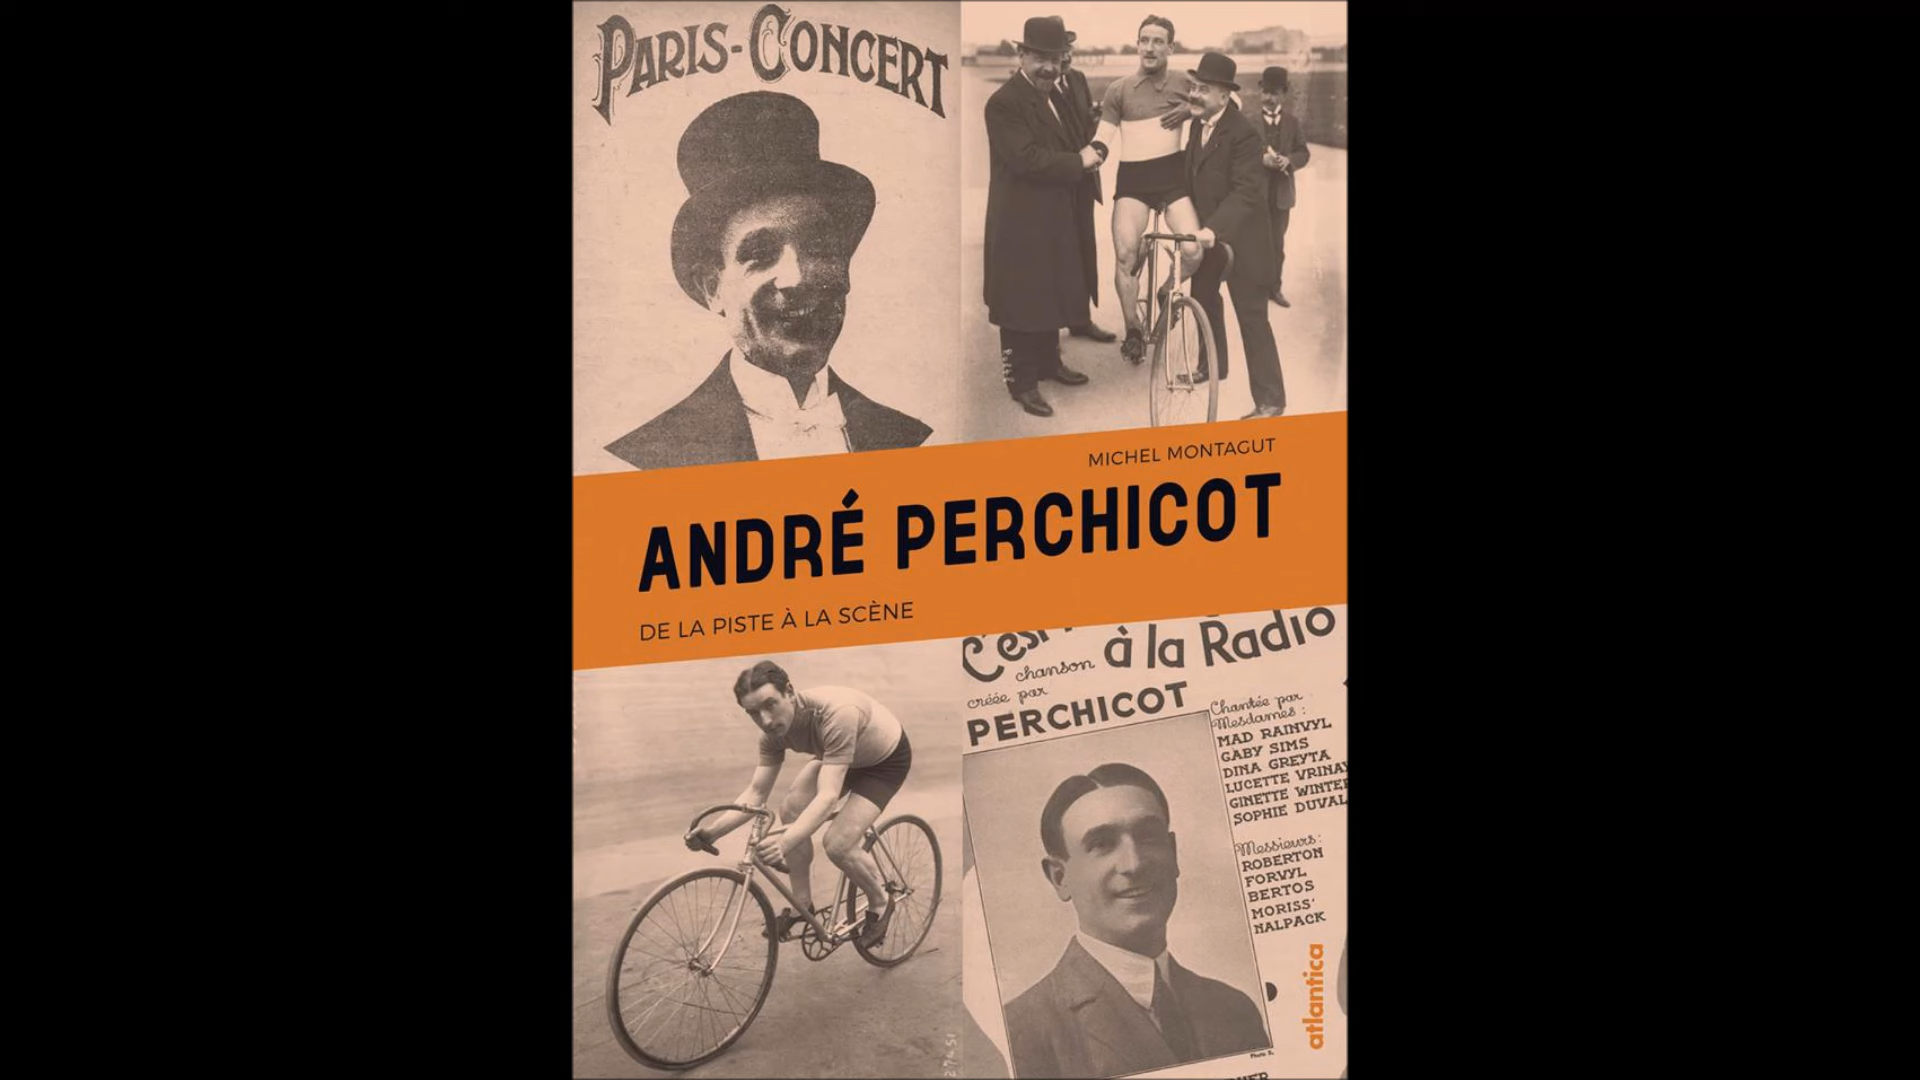 PARIS-CONCERT
MICHEL MONTAGUT
ANDRÉ PERCHICOT
DE LA PISTE À LA SCÈNE
à la Radio
chanson
créée par
PERCHICOT
Chantée par
Mesdames :
MAD RAINVYL
GABY SIMS
DINA GREYTA
LUCETTE VRINAY
GINETTE WINTER
SOPHIE DUVAL
Messieurs :
ROBERTON
FORVYL
BERTOS
MORISS'
NALPACK
atlantica